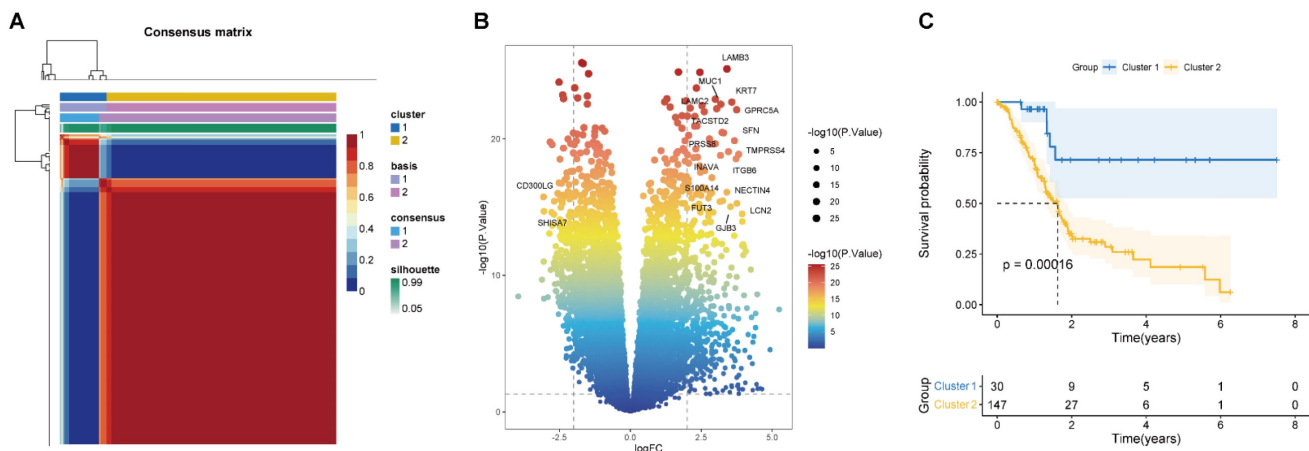 A
Consensus matrix
cluster
1
2
basis
1
2
consensus
1
2
silhouette
0.99
0.05
1
0.8
0.6
0.4
0.2
0
B
-log10(P.Value)
20
10
0
-2.5
0.0
2.5
5.0
logFC
LAMB3
MUC1
KRT7
LAMC2
GPRC5A
TACSTD2
SFN
PRSS8
TMPRSS4
INAVA
ITGB6
S100A14
NECTIN4
FUT3
LCN2
GJB3
CD300LG
SHISA7
-log10(P.Value)
5
10
15
20
25
-log10(P.Value)
25
20
15
10
5
C
Group Cluster 1 Cluster 2
Survival probability
1.00
0.75
0.50
0.25
0.00
p = 0.00016
0 2 4 6 8
Time(years)
Group
Cluster 1 30 9 5 1 0
Cluster 2 147 27 6 1 0
0 2 4 6 8
Time(years)